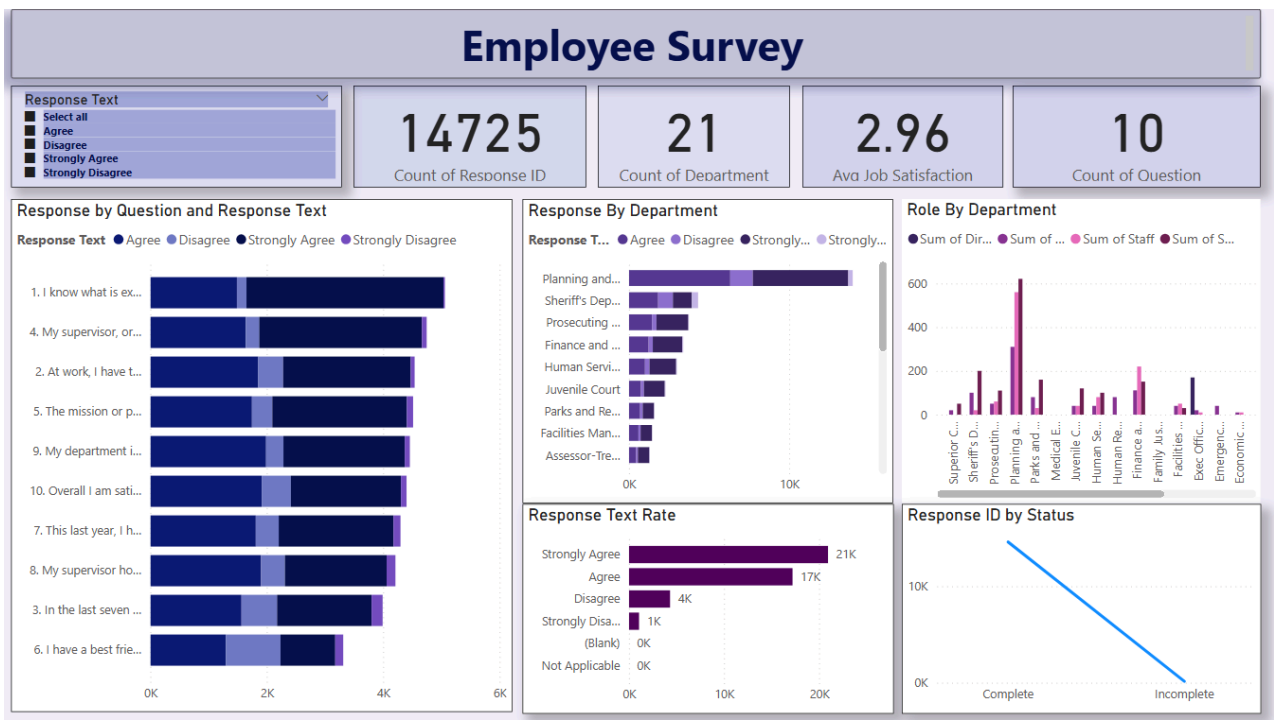 Employee Survey
Response Text
Select all
Agree
Disagree
Strongly Agree
Strongly Disagree
14725
Count of Response ID
21
Count of Department
2.96
Avg Job Satisfaction
10
Count of Question
Response by Question and Response Text
Response Text Agree Disagree Strongly Agree Strongly Disagree
1. I know what is ex...
4. My supervisor, or...
2. At work, I have t...
5. The mission or p...
9. My department i...
10. Overall I am sati...
7. This last year, I h...
8. My supervisor ho...
3. In the last seven ...
6. I have a best frie...
0K 2K 4K 6K
Response By Department
Response T... Agree Disagree Strongly... Strongly...
Planning and...
Sheriff's Dep...
Prosecuting ...
Finance and ...
Human Servi...
Juvenile Court
Parks and Re...
Facilities Man...
Assessor-Tre...
0K 10K
Role By Department
Sum of Dir... Sum of ... Sum of Staff Sum of S...
600
400
200
0
Superior C...
Sheriff's D...
Prosecutin...
Planning a...
Parks and ...
Medical E...
Juvenile C...
Human Se...
Human Re...
Finance a...
Family Jus...
Facilities ...
Exec Offic...
Emergenc...
Economic ...
Response Text Rate
Strongly Agree 21K
Agree 17K
Disagree 4K
Strongly Disa... 1K
(Blank) 0K
Not Applicable 0K
0K 10K 20K
Response ID by Status
10K
0K
Complete Incomplete